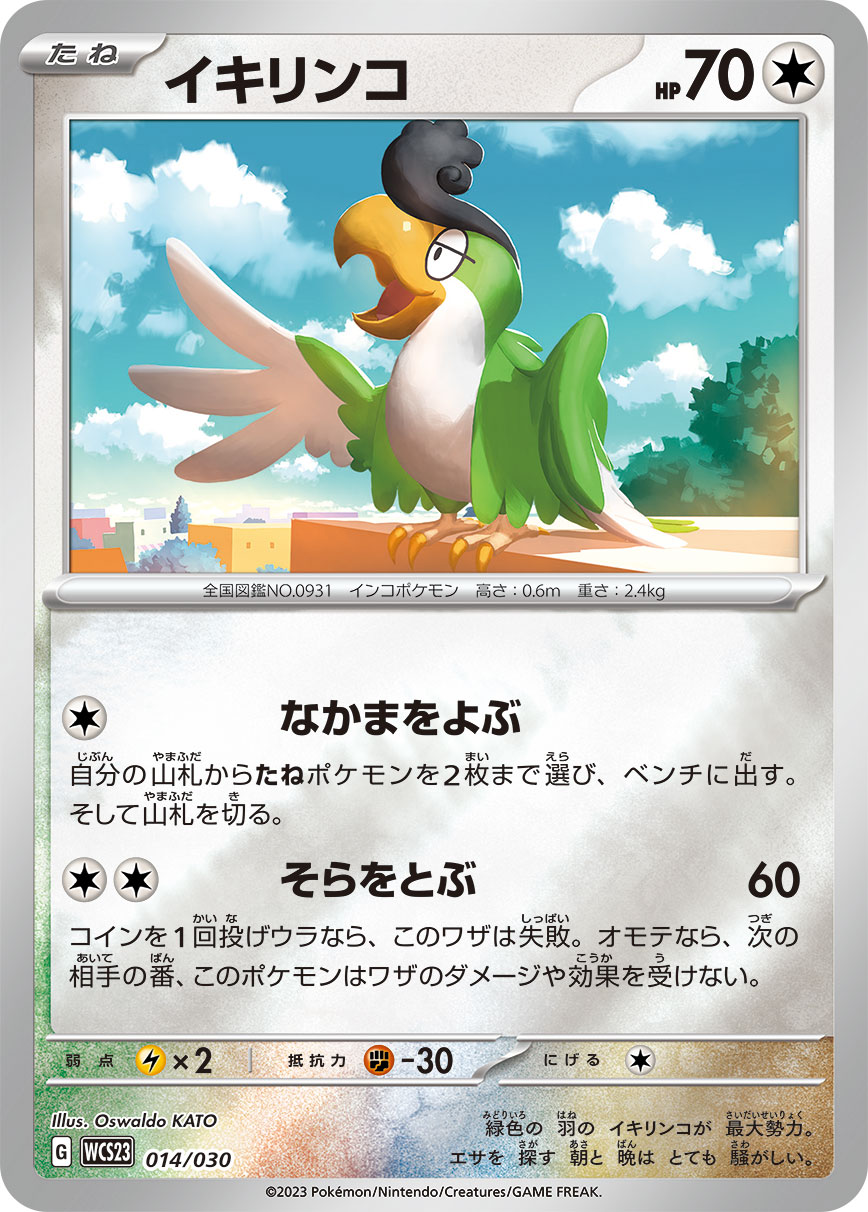 たね
イキリンコ
HP70
全国図鑑NO.0931 インコポケモン 高さ：0.6m 重さ：2.4kg
なかまをよぶ
自分の山札からたねポケモンを2枚まで選び、ベンチに出す。
そして山札を切る。
そらをとぶ 60
コインを1回投げウラなら、このワザは失敗。オモテなら、次の
相手の番、このポケモンはワザのダメージや効果を受けない。
弱点 ×2 抵抗力 -30 にげる
Illus. Oswaldo KATO
緑色の 羽の イキリンコが 最大勢力。
エサを 探す 朝と 晩は とても 騒がしい。
G WCS23 014/030
©2023 Pokémon/Nintendo/Creatures/GAME FREAK.